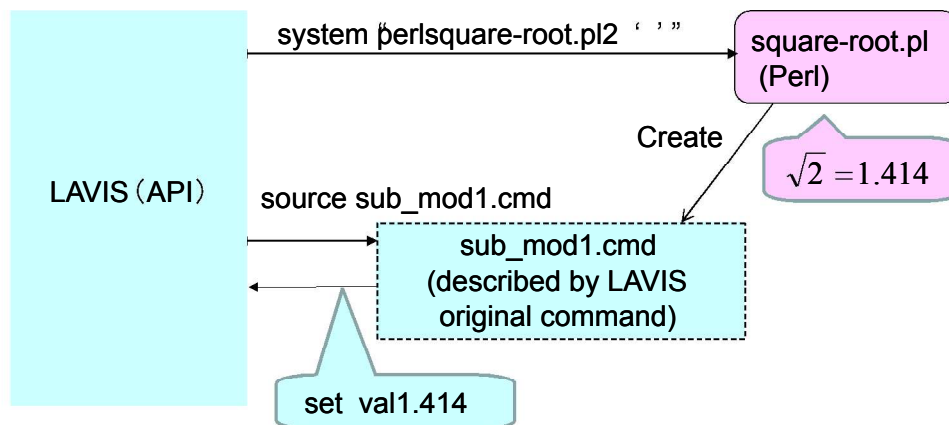 system “perlsquare-root.pl2 ‘ ’ ”
square-root.pl
(Perl)
Create
√2 =1.414
LAVIS（API）
source sub_mod1.cmd
sub_mod1.cmd
(described by LAVIS
original command)
set val1.414